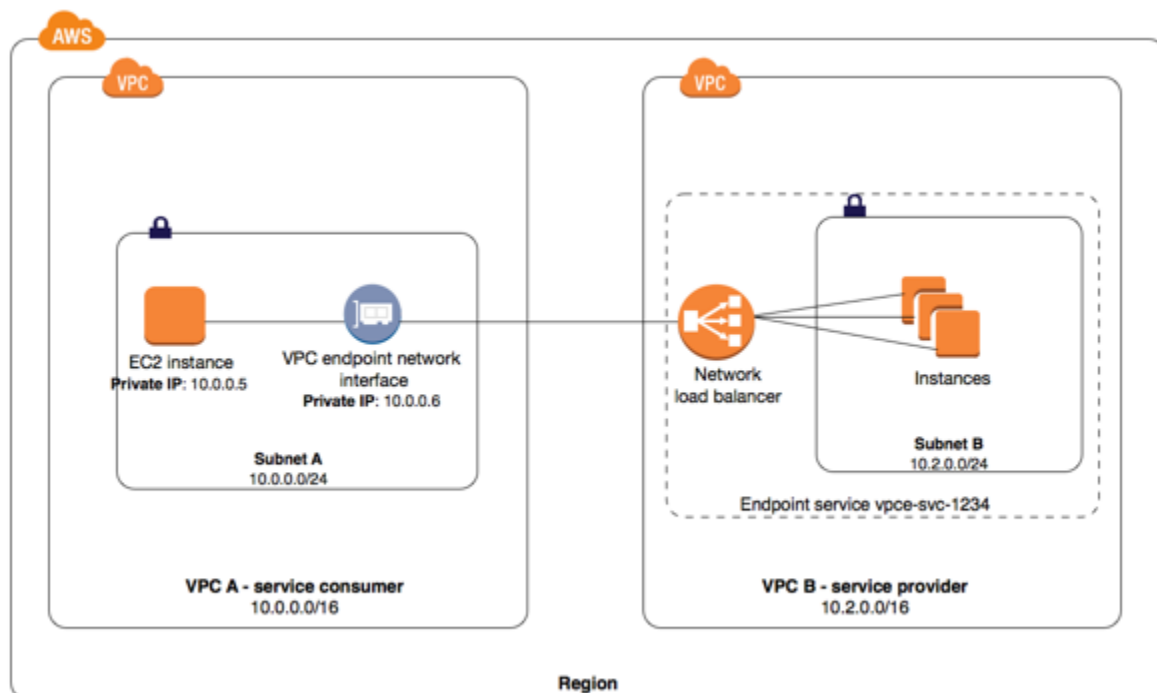 AWS
VPC
VPC
EC2 instance
Private IP: 10.0.0.5
VPC endpoint network
interface
Private IP: 10.0.0.6
Subnet A
10.0.0.0/24
VPC A - service consumer
10.0.0.0/16
Network
load balancer
Instances
Subnet B
10.2.0.0/24
Endpoint service vpce-svc-1234
VPC B - service provider
10.2.0.0/16
Region